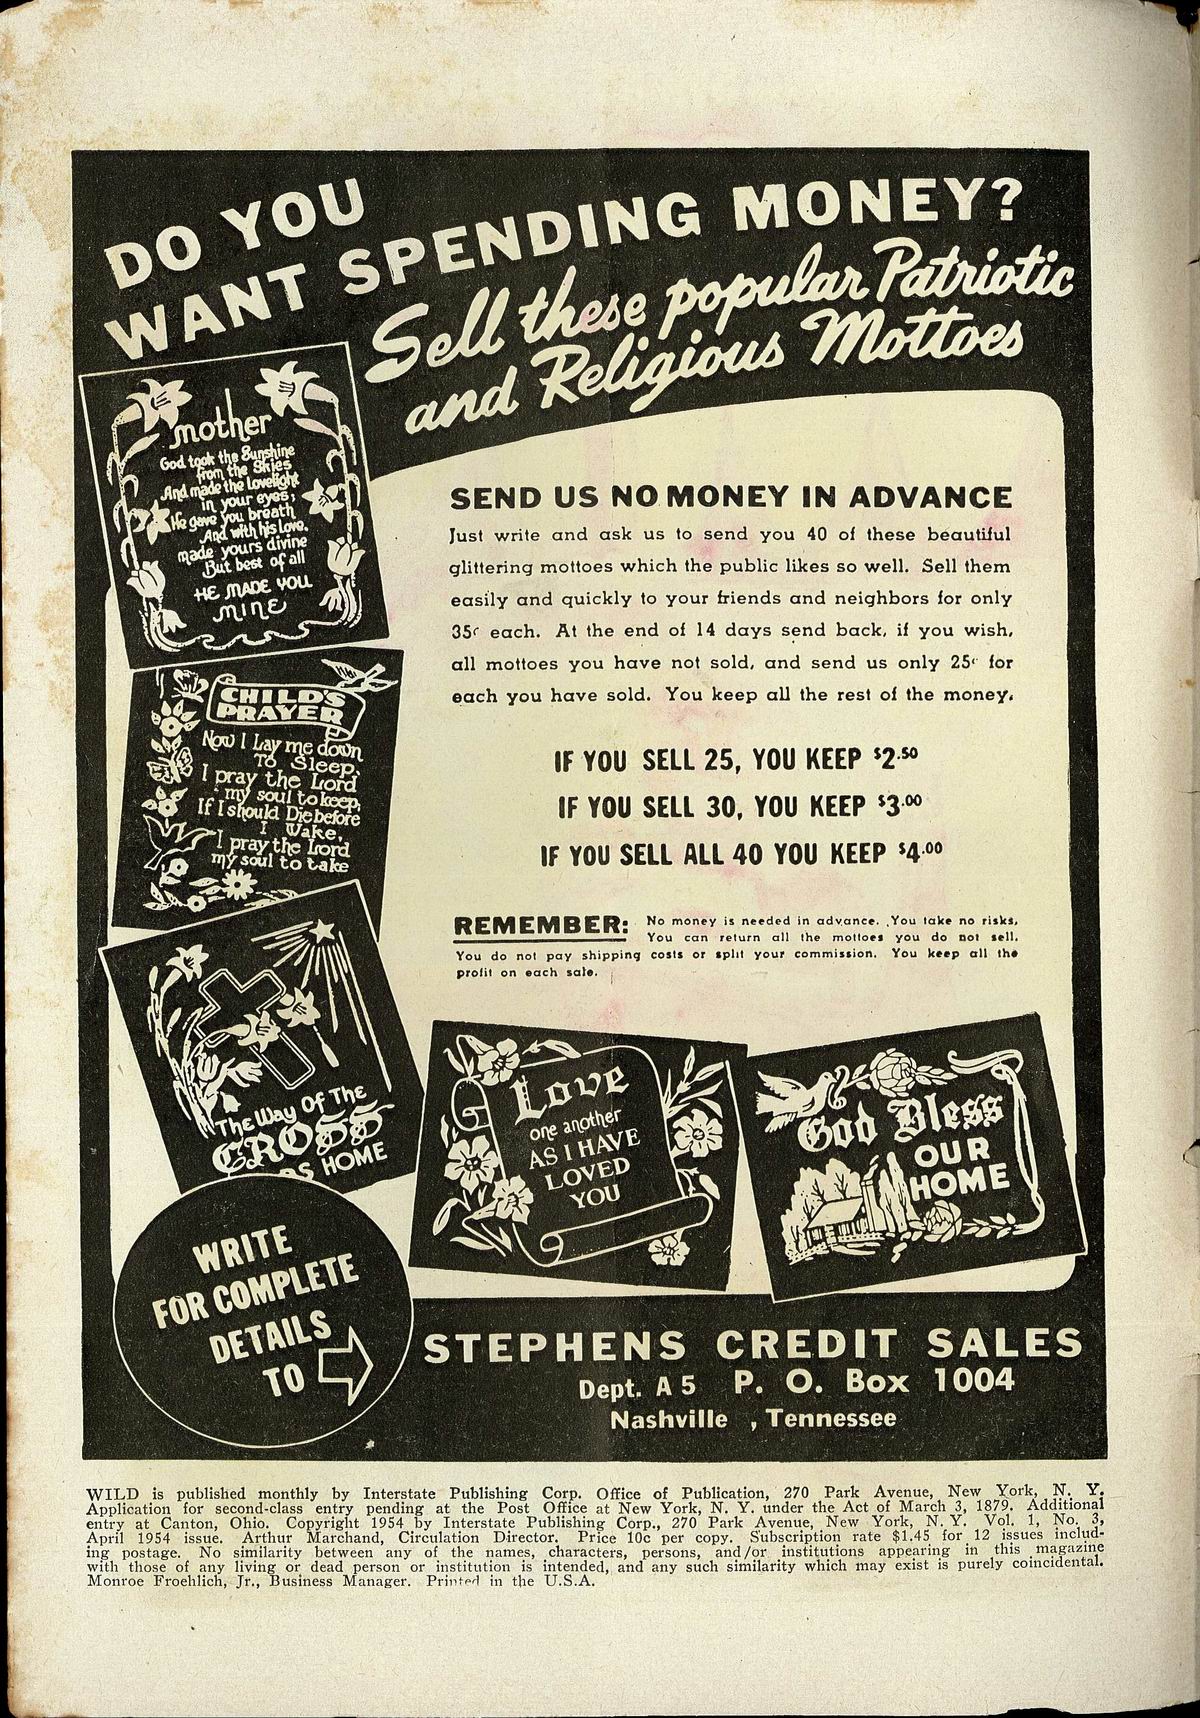 DO YOU
WANT SPENDING MONEY?
Sell these popular Patriotic
and Religious Mottoes
mother
God took the Sunshine
from the Skies
And made the Lovelight
in your eyes,
He gave you breath
And with his Love,
made yours divine
But best of all
HE MADE YOU
MINE
CHILD'S
PRAYER
Now I Lay me down
To Sleep,
I pray the Lord
my soul to keep,
If I should Die before
I Wake,
I pray the Lord
my soul to take
The Way Of The
CROSS
DS HOME
SEND US NO MONEY IN ADVANCE
Just write and ask us to send you 40 of these beautiful
glittering mottoes which the public likes so well. Sell them
easily and quickly to your friends and neighbors for only
35c each. At the end of 14 days send back, if you wish,
all mottoes you have not sold, and send us only 25c for
each you have sold. You keep all the rest of the money.
IF YOU SELL 25, YOU KEEP $2.50
IF YOU SELL 30, YOU KEEP $3.00
IF YOU SELL ALL 40 YOU KEEP $4.00
REMEMBER: No money is needed in advance. You take no risks.
You can return all the mottoes you do not sell.
You do not pay shipping costs or split your commission. You keep all the
profit on each sale.
Love
one another
AS I HAVE
LOVED
YOU
God Bless
OUR
HOME
WRITE
FOR COMPLETE
DETAILS
TO
STEPHENS CREDIT SALES
Dept. A 5 P. O. Box 1004
Nashville , Tennessee
WILD is published monthly by Interstate Publishing Corp. Office of Publication, 270 Park Avenue, New York, N. Y.
Application for second-class entry pending at the Post Office at New York, N. Y. under the Act of March 3, 1879. Additional
entry at Canton, Ohio. Copyright 1954 by Interstate Publishing Corp., 270 Park Avenue, New York, N. Y. Vol. 1, No. 3,
April 1954 issue. Arthur Marchand, Circulation Director. Price 10c per copy. Subscription rate $1.45 for 12 issues includ-
ing postage. No similarity between any of the names, characters, persons, and/or institutions appearing in this magazine
with those of any living or dead person or institution is intended, and any such similarity which may exist is purely coincidental.
Monroe Froehlich, Jr., Business Manager. Printed in the U.S.A.